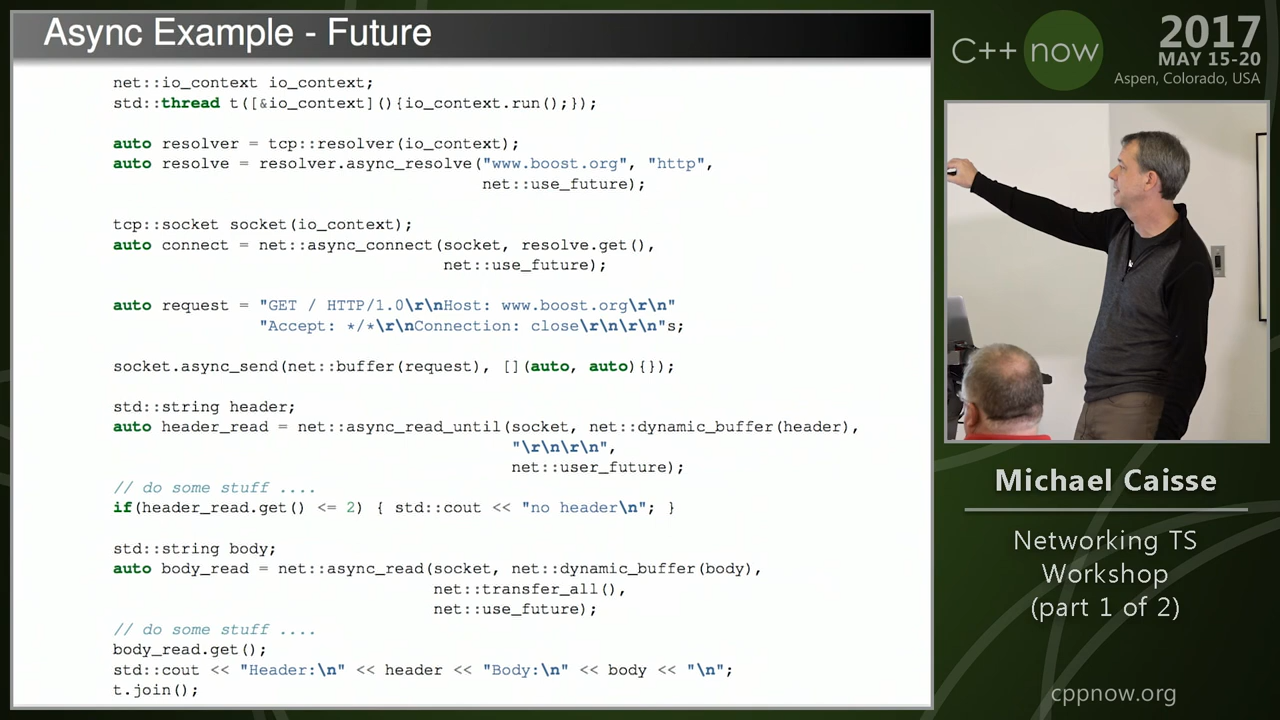 Async Example - Future
net::io_context io_context;
std::thread t([&io_context](){io_context.run();});
auto resolver = tcp::resolver(io_context);
auto resolve = resolver.async_resolve("www.boost.org", "http",
net::use_future);
tcp::socket socket(io_context);
auto connect = net::async_connect(socket, resolve.get(),
net::use_future);
auto request = "GET / HTTP/1.0\r\nHost: www.boost.org\r\n"
"Accept: */*\r\nConnection: close\r\n\r\n"s;
socket.async_send(net::buffer(request), [](auto, auto){});
std::string header;
auto header_read = net::async_read_until(socket, net::dynamic_buffer(header),
"\r\n\r\n",
net::user_future);
// do some stuff ....
if(header_read.get() <= 2) { std::cout << "no header\n"; }
std::string body;
auto body_read = net::async_read(socket, net::dynamic_buffer(body),
net::transfer_all(),
net::use_future);
// do some stuff ....
body_read.get();
std::cout << "Header:\n" << header << "Body:\n" << body << "\n";
t.join();
C++ now
2017
MAY 15-20
Aspen, Colorado, USA
Michael Caisse
Networking TS
Workshop
(part 1 of 2)
cppnow.org